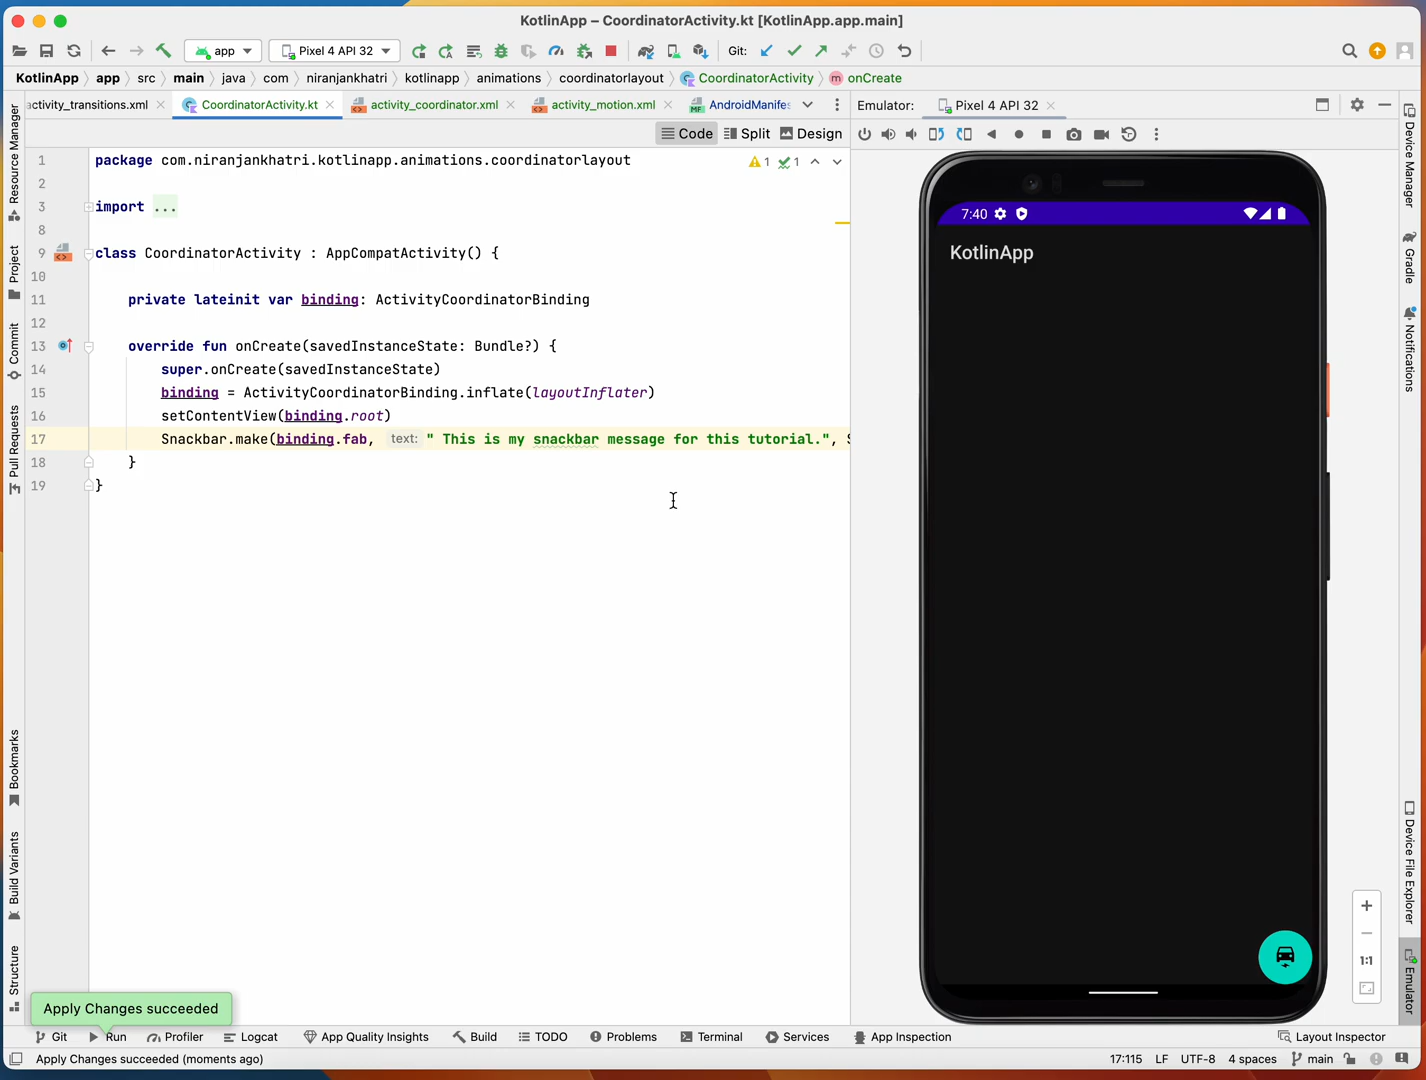 KotlinApp – CoordinatorActivity.kt [KotlinApp.app.main]
app
Pixel 4 API 32
Git:
KotlinApp app src main java com niranjankhatri kotlinapp animations coordinatorlayout CoordinatorActivity m onCreate
activity_transitions.xml
CoordinatorActivity.kt
activity_coordinator.xml
activity_motion.xml
MF AndroidManifes
Emulator:
Pixel 4 API 32
Code
Split
Design
1 package com.niranjankhatri.kotlinapp.animations.coordinatorlayout
1 1
2
3 import ...
8
9 class CoordinatorActivity : AppCompatActivity() {
10
11 private lateinit var binding: ActivityCoordinatorBinding
12
13 override fun onCreate(savedInstanceState: Bundle?) {
14 super.onCreate(savedInstanceState)
15 binding = ActivityCoordinatorBinding.inflate(layoutInflater)
16 setContentView(binding.root)
17 Snackbar.make(binding.fab, text: " This is my snackbar message for this tutorial.", S
18 }
19 }
Resource Manager
Project
Commit
Pull Requests
Bookmarks
Build Variants
Structure
7:40
KotlinApp
1:1
Device Manager
Gradle
Notifications
Device File Explorer
Emulator
Apply Changes succeeded
Git
Run
Profiler
Logcat
App Quality Insights
Build
TODO
Problems
Terminal
Services
App Inspection
Layout Inspector
Apply Changes succeeded (moments ago)
17:115 LF UTF-8 4 spaces main